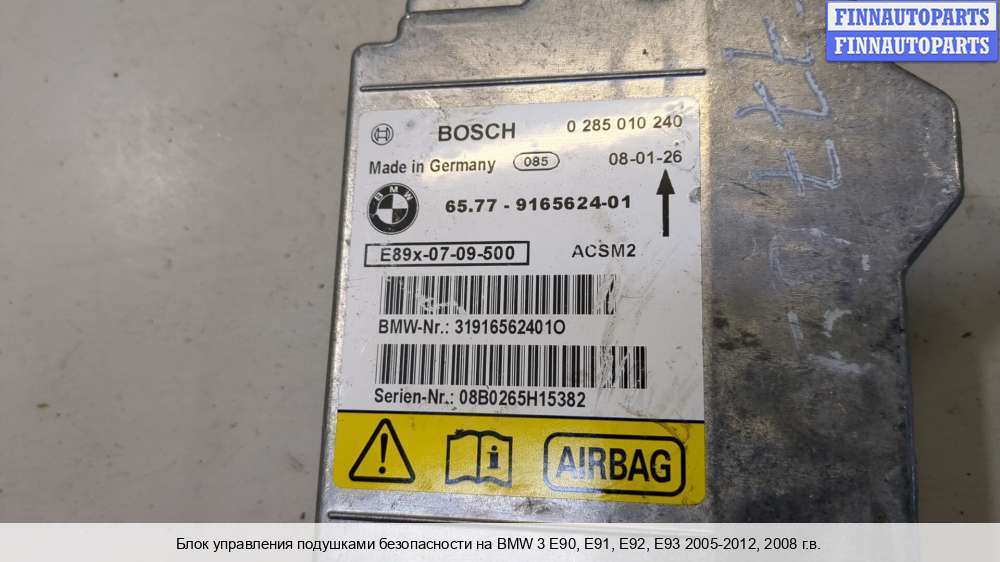 FINNAUTOPARTS
FINNAUTOPARTS
BOSCH 0 285 010 240
Made in Germany 085 08-01-26
BMW 65.77 - 9165624-01
E89x-07-09-500 ACSM2
BMW-Nr.: 31916562401O
Serien-Nr.: 08B0265H15382
AIRBAG
Блок управления подушками безопасности на BMW 3 E90, E91, E92, E93 2005-2012, 2008 г.в.